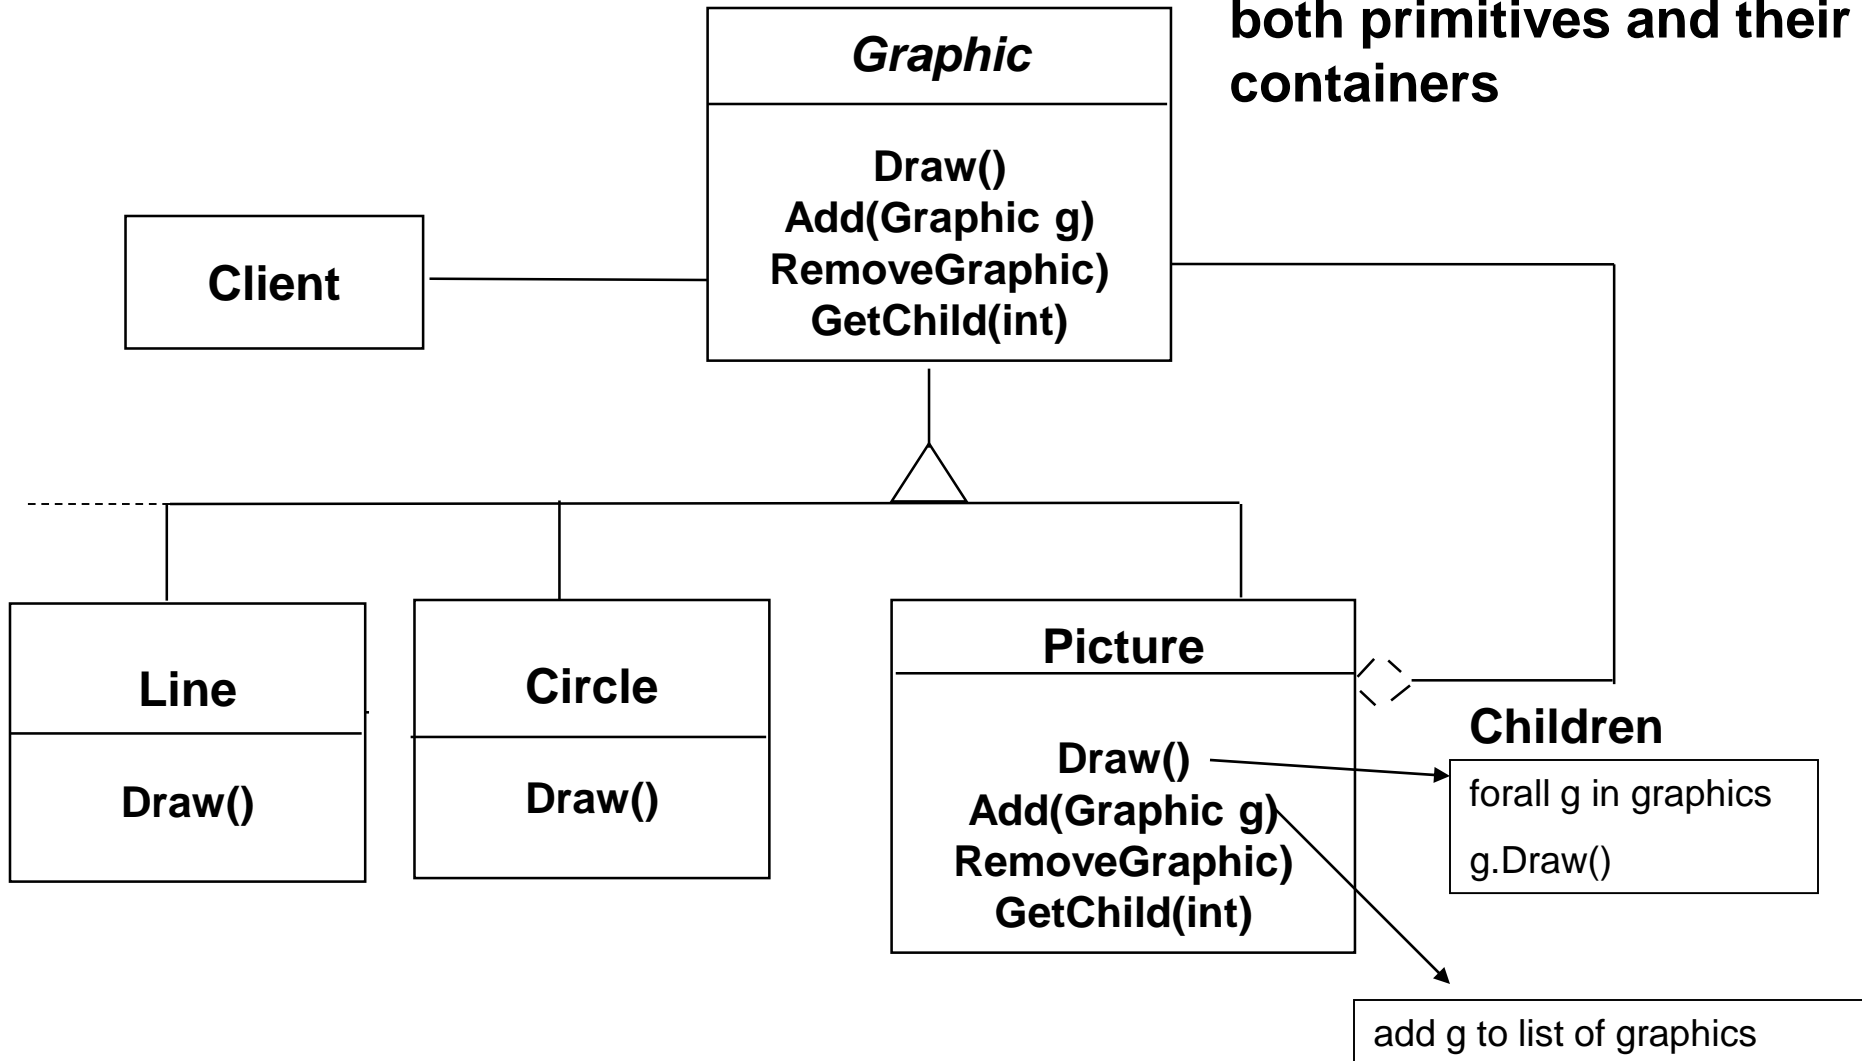 both primitives and their
containers
Graphic
Draw()
Add(Graphic g)
RemoveGraphic)
GetChild(int)
Client
Line
Draw()
Circle
Draw()
Picture
Draw()
Add(Graphic g)
RemoveGraphic)
GetChild(int)
Children
forall g in graphics
g.Draw()
add g to list of graphics